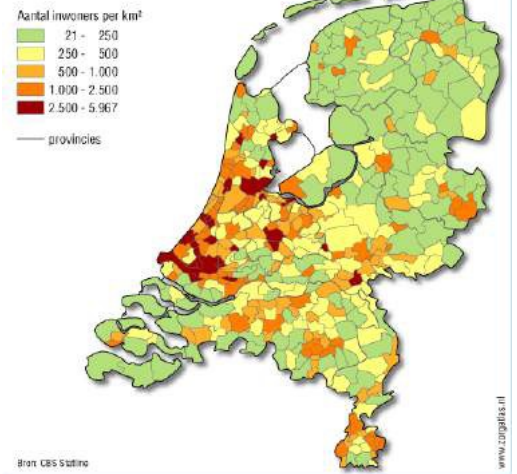 Aantal inwoners per km²
21 - 250
250 - 500
500 - 1.000
1.000 - 2.500
2.500 - 5.967
provincies
Bron: CBS Statline
www.zorgatlas.nl